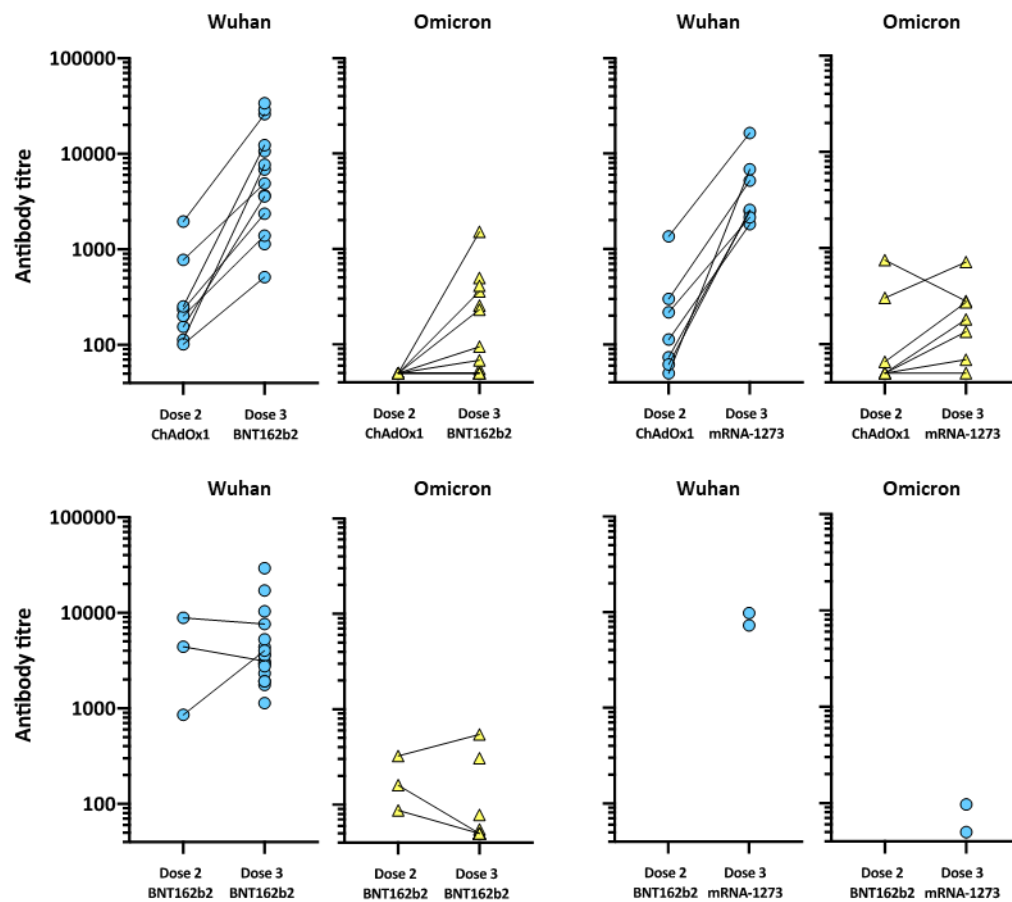 Wuhan
Omicron
Wuhan
Omicron
Antibody titre
100000
10000
1000
100
Dose 2
ChAdOx1
Dose 3
BNT162b2
Dose 2
ChAdOx1
Dose 3
BNT162b2
Dose 2
ChAdOx1
Dose 3
mRNA-1273
Dose 2
ChAdOx1
Dose 3
mRNA-1273
Wuhan
Omicron
Wuhan
Omicron
Antibody titre
100000
10000
1000
100
Dose 2
BNT162b2
Dose 3
BNT162b2
Dose 2
BNT162b2
Dose 3
BNT162b2
Dose 2
BNT162b2
Dose 3
mRNA-1273
Dose 2
BNT162b2
Dose 3
mRNA-1273